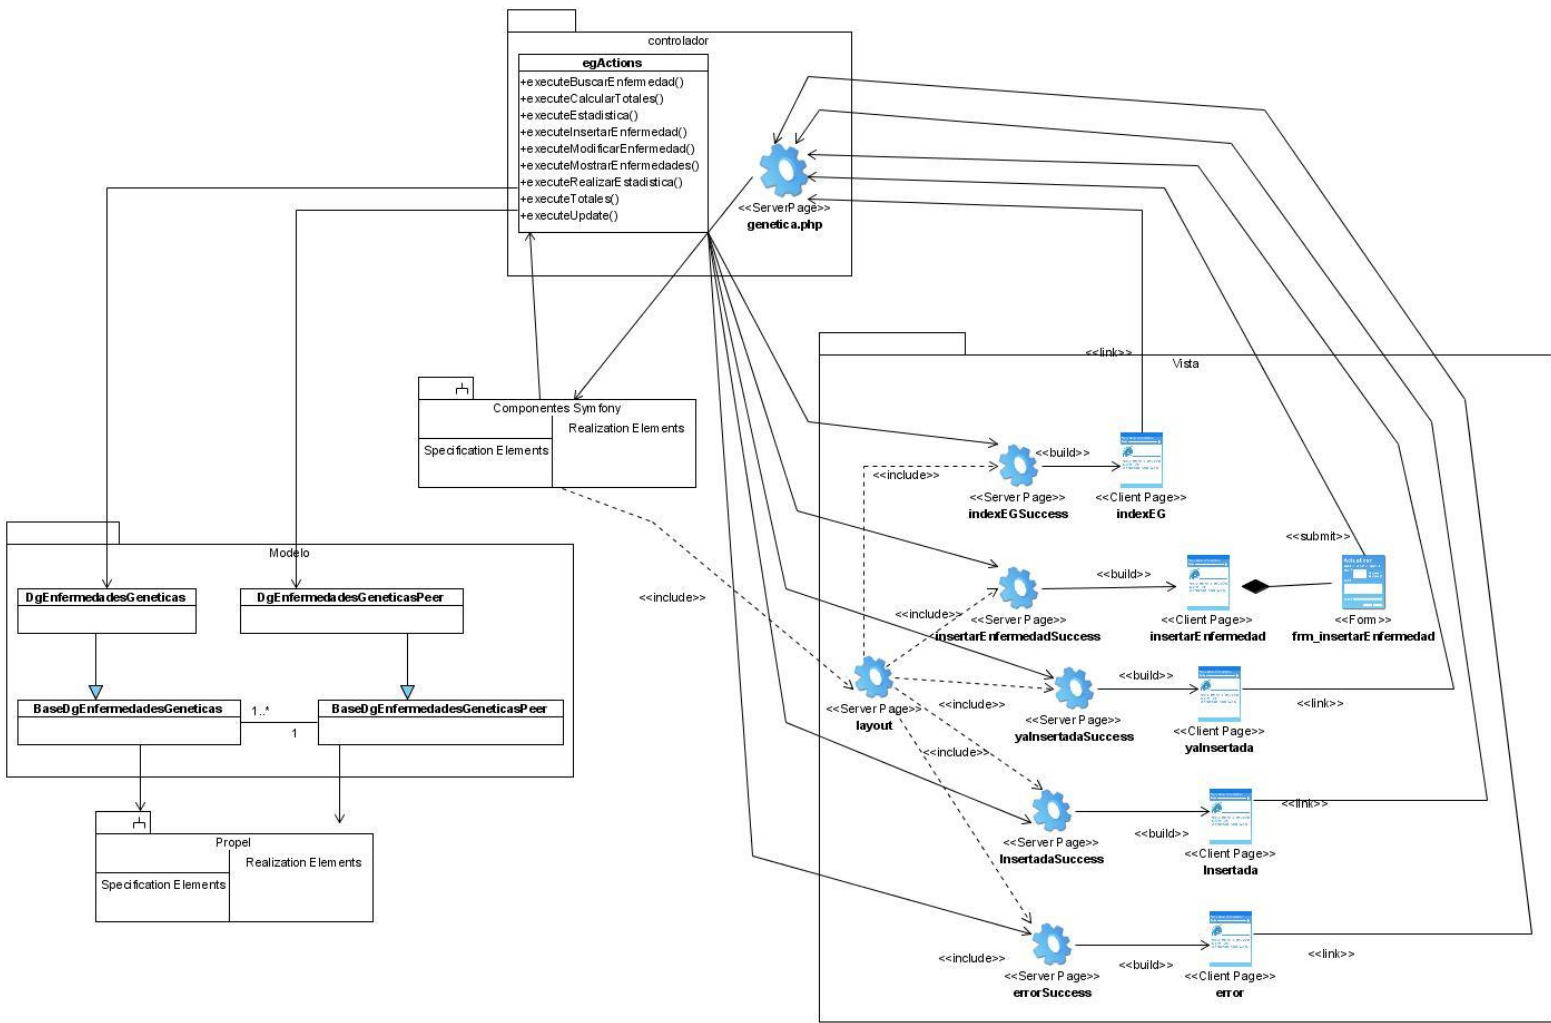 controlador
egActions
+executeBuscarEnfermedad()
+executeCalcularTotales()
+executeEstadistica()
+executeInsertarEnfermedad()
+executeModificarEnfermedad()
+executeMostrarEnfermedades()
+executeRealizarEstadistica()
+executeTotales()
+executeUpdate()
<<ServerPage>>
genetica.php
<<link>>
Vista
Componentes Symfony
Realization Elements
Specification Elements
<<include>>
<<build>>
<<Server Page>>
indexEGSuccess
<<Client Page>>
indexEG
<<submit>>
Modelo
DgEnfermedadesGeneticas
DgEnfermedadesGeneticasPeer
<<include>>
<<include>>
<<build>>
<<Server Page>>
insertarEnfermedadSuccess
<<Client Page>>
insertarEnfermedad
<<Form>>
frm_insertarEnfermedad
BaseDgEnfermedadesGeneticas
1..*
1
BaseDgEnfermedadesGeneticasPeer
<<Server Page>>
layout
<<include>>
<<build>>
<<Server Page>>
yaInsertadaSuccess
<<Client Page>>
yaInsertada
<<link>>
<<include>>
<<build>>
<<Server Page>>
InsertadaSuccess
<<Client Page>>
Insertada
<<link>>
Propel
Realization Elements
Specification Elements
<<include>>
<<build>>
<<Server Page>>
errorSuccess
<<Client Page>>
error
<<link>>